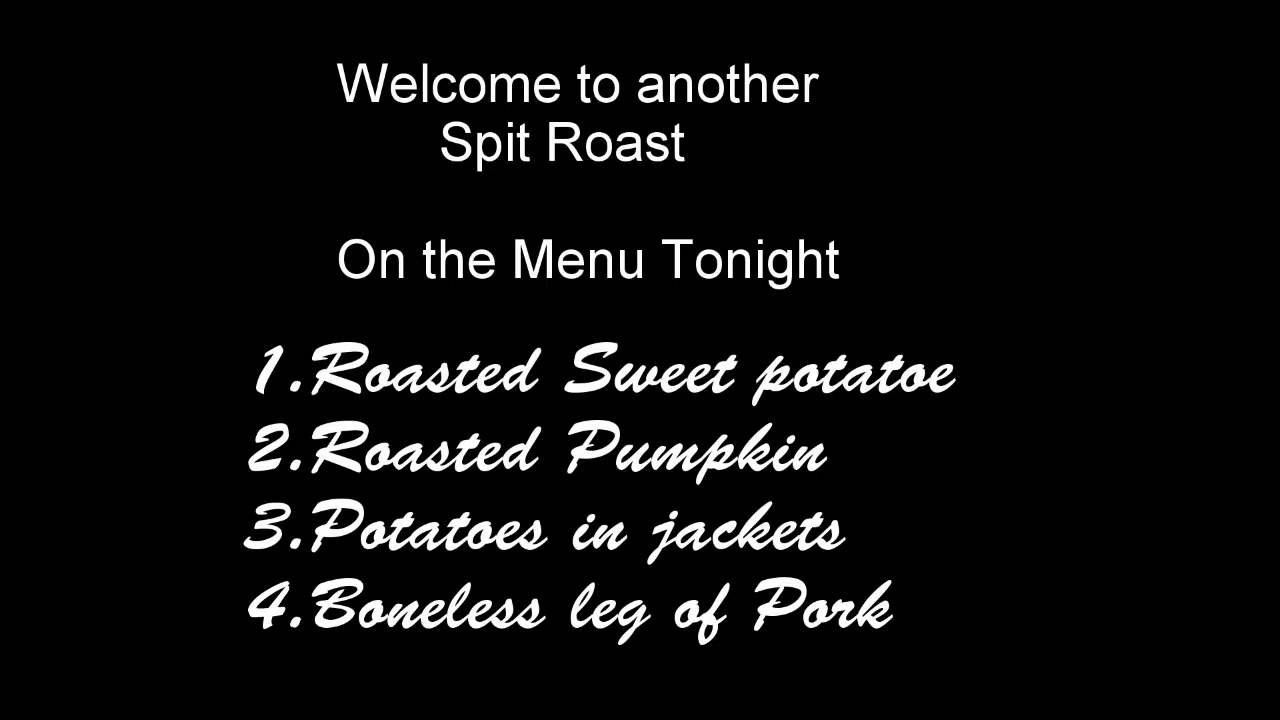 Welcome to another
Spit Roast
On the Menu Tonight
1.Roasted Sweet potatoe
2.Roasted Pumpkin
3.Potatoes in jackets
4.Boneless leg of Pork